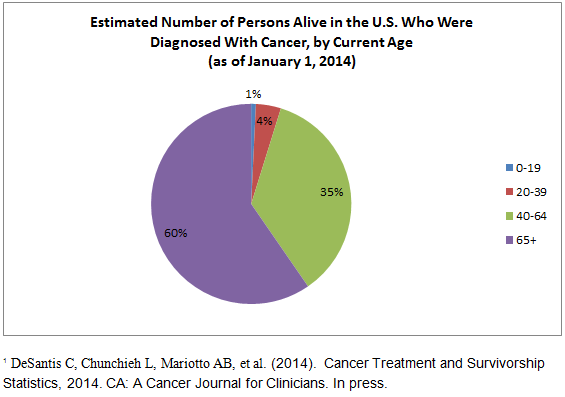 Estimated Number of Persons Alive in the U.S. Who Were
Diagnosed With Cancer, by Current Age
(as of January 1, 2014)
1%
4%
35%
60%
0-19
20-39
40-64
65+
¹ DeSantis C, Chunchieh L, Mariotto AB, et al. (2014).  Cancer Treatment and Survivorship
Statistics, 2014. CA: A Cancer Journal for Clinicians. In press.